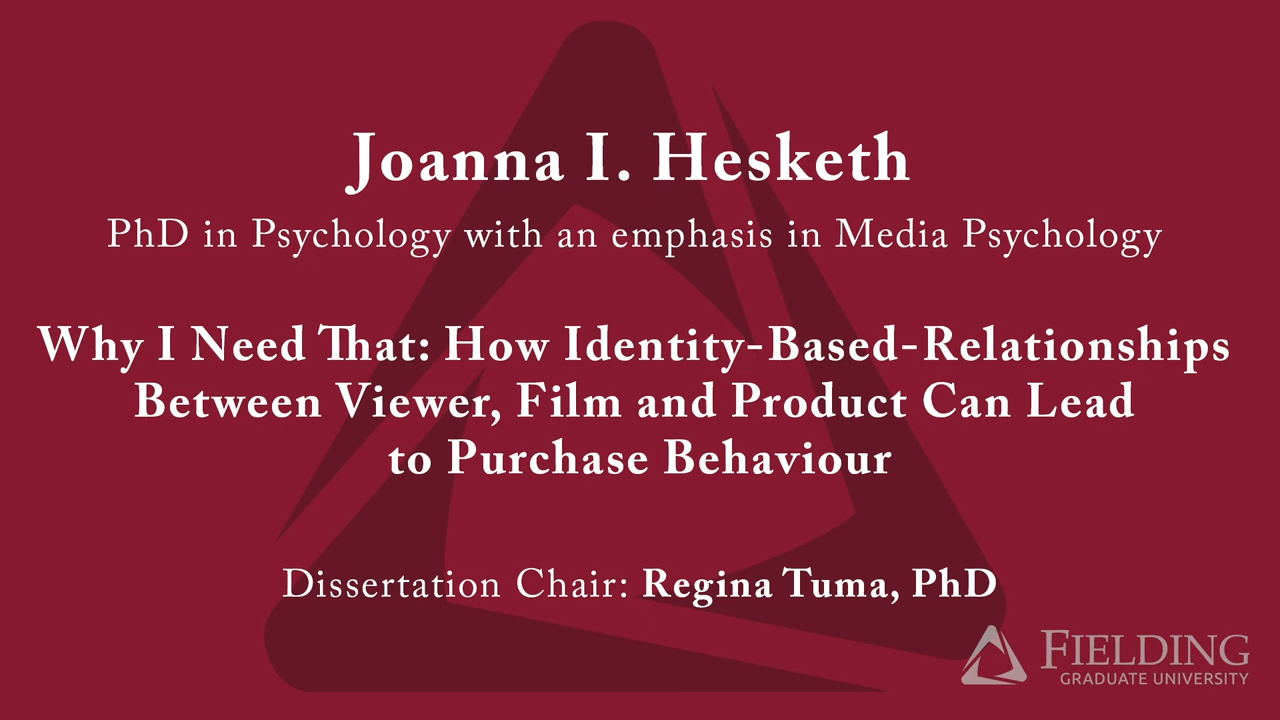 Joanna I. Hesketh
PhD in Psychology with an emphasis in Media Psychology
Why I Need That: How Identity-Based-Relationships
Between Viewer, Film and Product Can Lead
to Purchase Behaviour
Dissertation Chair: Regina Tuma, PhD
FIELDING
GRADUATE UNIVERSITY